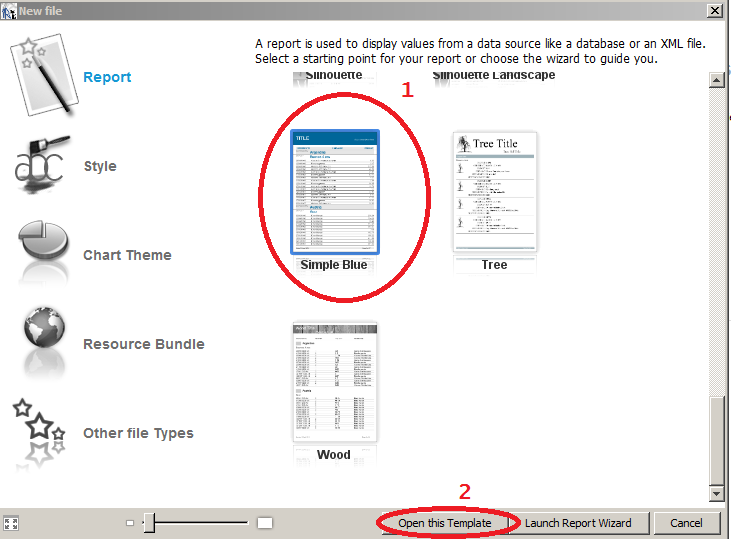 New file
Report
Style
Chart Theme
Resource Bundle
Other file Types
A report is used to display values from a data source like a database or an XML file.
Select a starting point for your report or choose the wizard to guide you.
Silhouette
Silhouette Landscape
1
TITLE
Simple Blue
Tree Title
Tree
Wood
2
Open this Template
Launch Report Wizard
Cancel